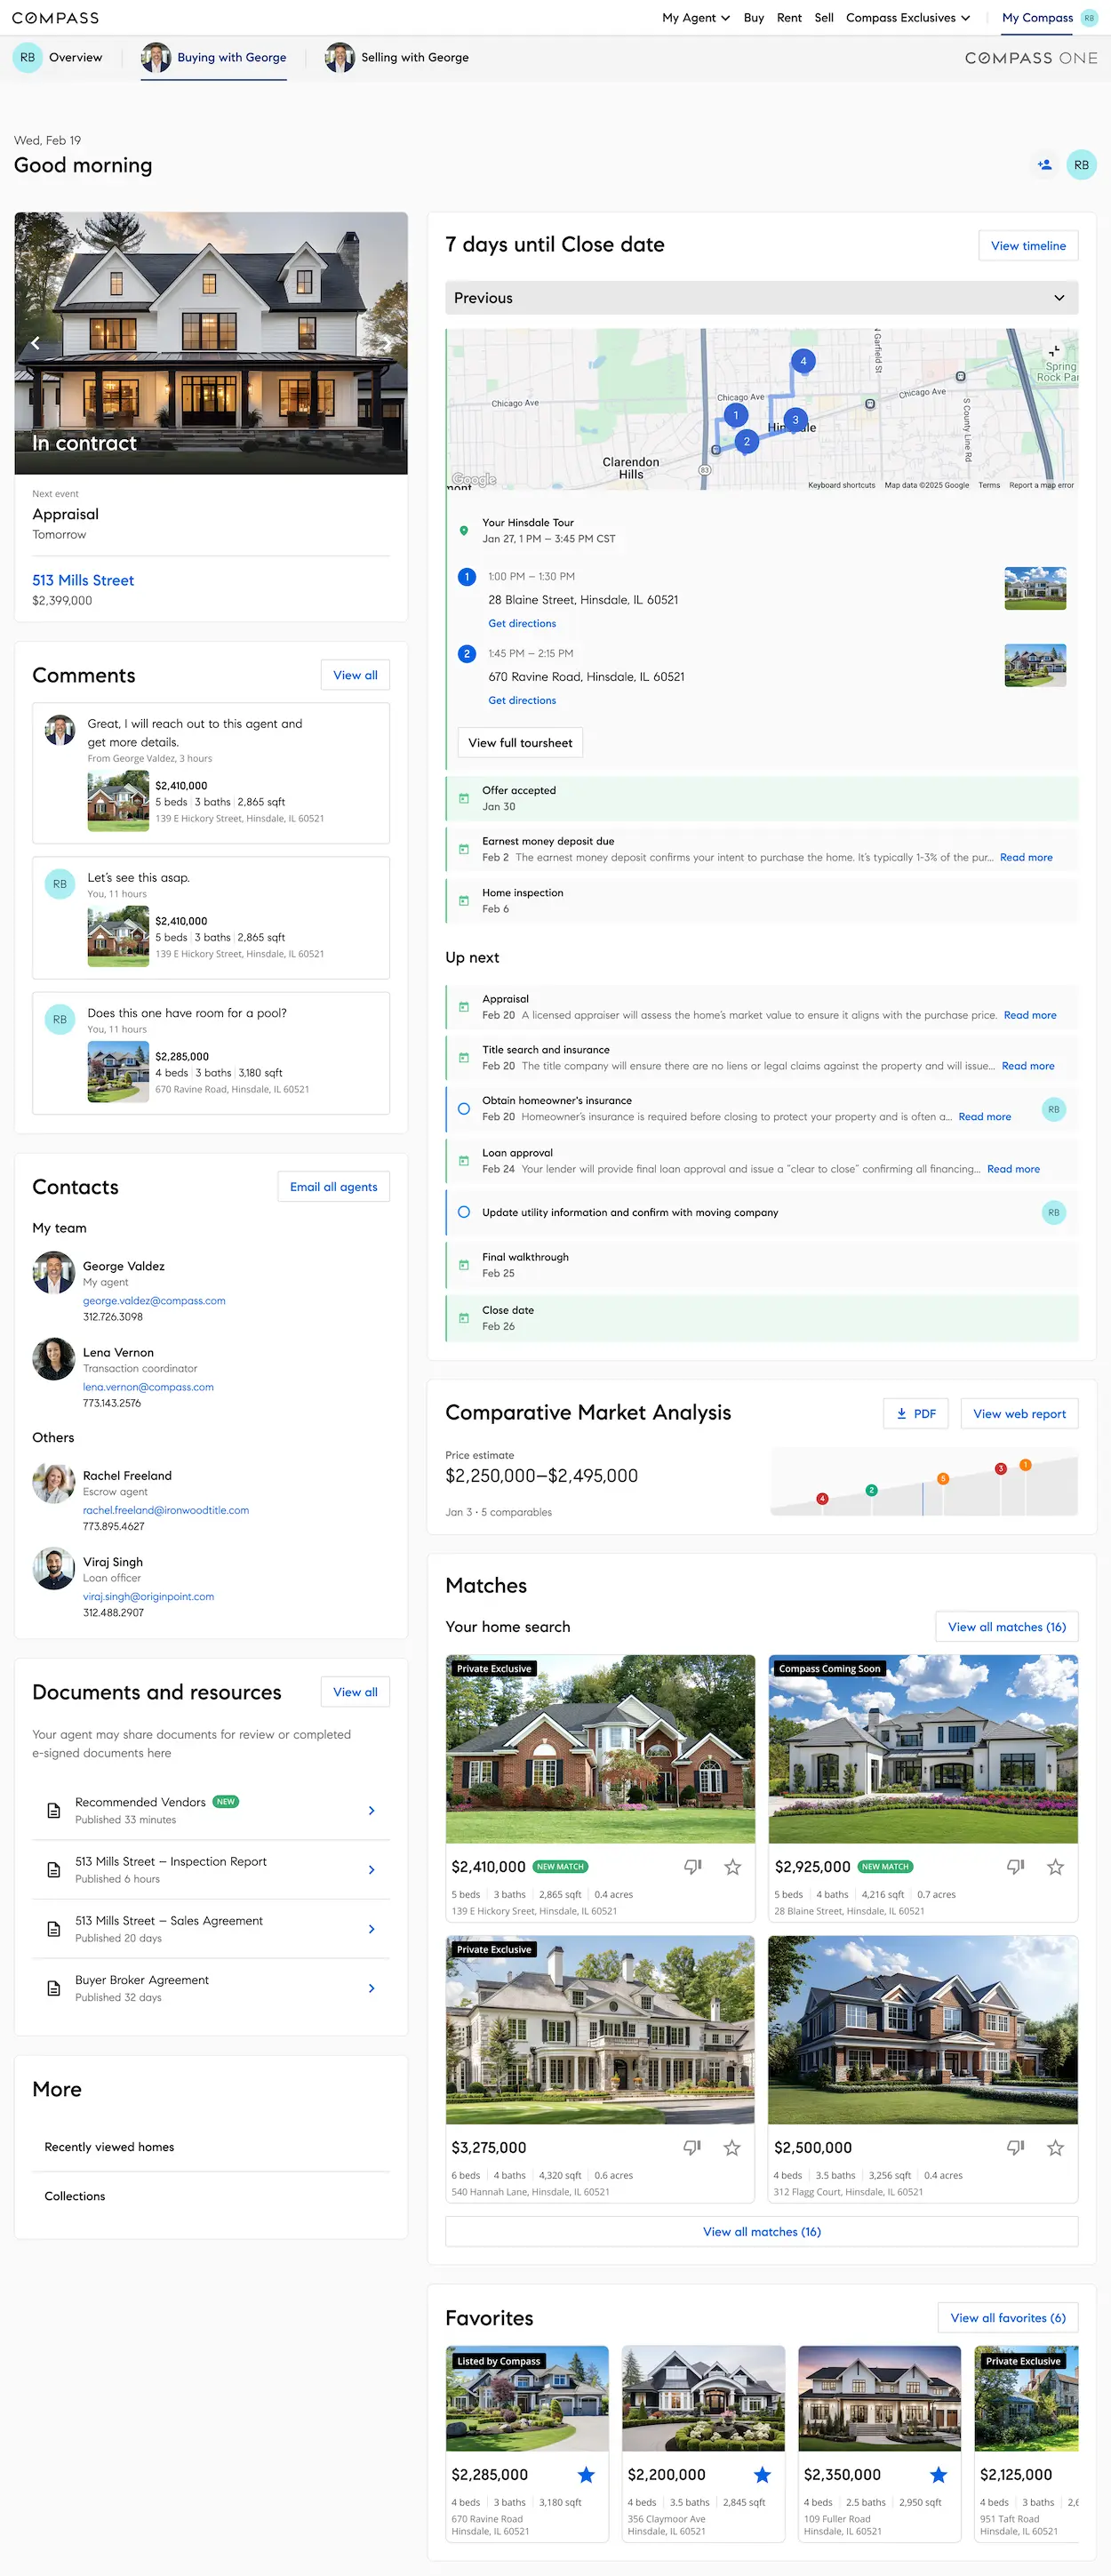 COMPASS
My Agent
Buy
Rent
Sell
Compass Exclusives
My Compass
RB
RB
Overview
Buying with George
Selling with George
COMPASS ONE
Wed, Feb 19
Good morning
RB
In contract
Next event
Appraisal
Tomorrow
513 Mills Street
$2,399,000
Comments
View all
Great, I will reach out to this agent and
get more details.
From George Valdez, 3 hours
$2,410,000
5 beds 3 baths 2,865 sqft
139 E Hickory Street, Hinsdale, IL 60521
RB
Let's see this asap.
You, 11 hours
$2,410,000
5 beds 3 baths 2,865 sqft
139 E Hickory Street, Hinsdale, IL 60521
RB
Does this one have room for a pool?
You, 11 hours
$2,285,000
4 beds 3 baths 3,180 sqft
670 Ravine Road, Hinsdale, IL 60521
Contacts
Email all agents
My team
George Valdez
My agent
george.valdez@compass.com
312.726.3098
Lena Vernon
Transaction coordinator
lena.vernon@compass.com
773.143.2576
Others
Rachel Freeland
Escrow agent
rachel.freeland@ironwoodtitle.com
773.895.4627
Viraj Singh
Loan officer
viraj.singh@originpoint.com
312.488.2907
Documents and resources
View all
Your agent may share documents for review or completed
e-signed documents here
Recommended Vendors NEW
Published 33 minutes
513 Mills Street – Inspection Report
Published 6 hours
513 Mills Street – Sales Agreement
Published 20 days
Buyer Broker Agreement
Published 32 days
More
Recently viewed homes
Collections
7 days until Close date
View timeline
Previous
N Garfield St
4
Spring
Rock Par
Chicago Ave
Chicago Ave
Chicago Ave
S County Line Rd
1
3
Hinsdale
2
Clarendon
Hills
83
mont
Google
Keyboard shortcuts
Map data ©2025 Google
Terms
Report a map error
Your Hinsdale Tour
Jan 27, 1 PM – 3:45 PM CST
1
1:00 PM – 1:30 PM
28 Blaine Street, Hinsdale, IL 60521
Get directions
2
1:45 PM – 2:15 PM
670 Ravine Road, Hinsdale, IL 60521
Get directions
View full toursheet
Offer accepted
Jan 30
Earnest money deposit due
Feb 2 The earnest money deposit confirms your intent to purchase the home. It's typically 1-3% of the pur... Read more
Home inspection
Feb 6
Up next
Appraisal
Feb 20 A licensed appraiser will assess the home's market value to ensure it aligns with the purchase price. Read more
Title search and insurance
Feb 20 The title company will ensure there are no liens or legal claims against the property and will issue... Read more
Obtain homeowner's insurance
Feb 20 Homeowner's insurance is required before closing to protect your property and is often a... Read more
RB
Loan approval
Feb 24 Your lender will provide final loan approval and issue a "clear to close" confirming all financing... Read more
Update utility information and confirm with moving company
RB
Final walkthrough
Feb 25
Close date
Feb 26
Comparative Market Analysis
PDF
View web report
Price estimate
$2,250,000–$2,495,000
Jan 3 • 5 comparables
4
2
5
3
1
Matches
Your home search
View all matches (16)
Private Exclusive
$2,410,000 NEW MATCH
5 beds 3 baths 2,865 sqft 0.4 acres
139 E Hickory Sreet, Hinsdale, IL 60521
Compass Coming Soon
$2,925,000 NEW MATCH
5 beds 4 baths 4,216 sqft 0.7 acres
28 Blaine Street, Hinsdale, IL 60521
Private Exclusive
$3,275,000
6 beds 4 baths 4,320 sqft 0.6 acres
540 Hannah Lane, Hinsdale, IL 60521
$2,500,000
4 beds 3.5 baths 3,256 sqft 0.4 acres
312 Flagg Court, Hinsdale, IL 60521
View all matches (16)
Favorites
View all favorites (6)
Listed by Compass
$2,285,000
4 beds 3 baths 3,180 sqft
670 Ravine Road
Hinsdale, IL 60521
$2,200,000
4 beds 3.5 baths 2,845 sqft
356 Claymoor Ave
Hinsdale, IL 60521
$2,350,000
4 beds 2.5 baths 2,950 sqft
109 Fuller Road
Hinsdale, IL 60521
Private Exclusive
$2,125,000
4 beds 3 baths 2,6
951 Taft Road
Hinsdale, IL 60521